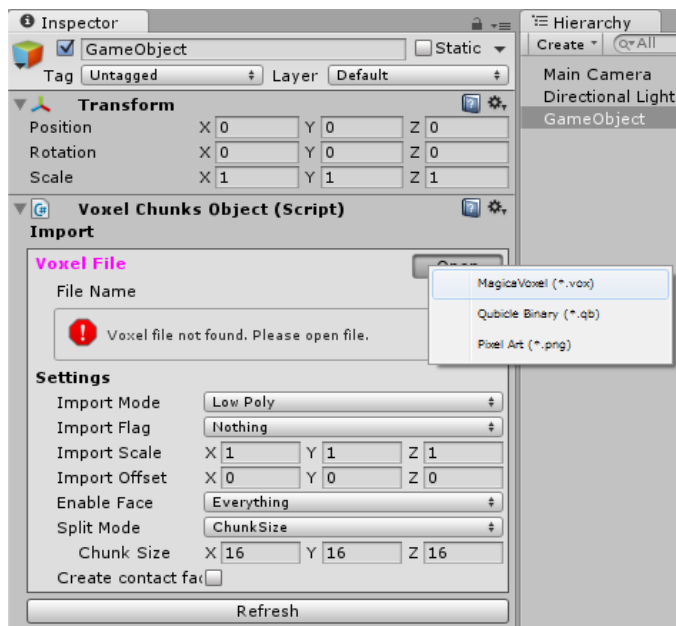 Inspector
Hierarchy
GameObject
Static
Create
All
Tag Untagged Layer Default
Main Camera
Directional Light
GameObject
Transform
Position X 0 Y 0 Z 0
Rotation X 0 Y 0 Z 0
Scale X 1 Y 1 Z 1
Voxel Chunks Object (Script)
Import
Voxel File
File Name
MagicaVoxel (*.vox)
Qubicle Binary (*.qb)
Pixel Art (*.png)
Voxel file not found. Please open file.
Settings
Import Mode Low Poly
Import Flag Nothing
Import Scale X 1 Y 1 Z 1
Import Offset X 0 Y 0 Z 0
Enable Face Everything
Split Mode ChunkSize
Chunk Size X 16 Y 16 Z 16
Create contact fa
Refresh